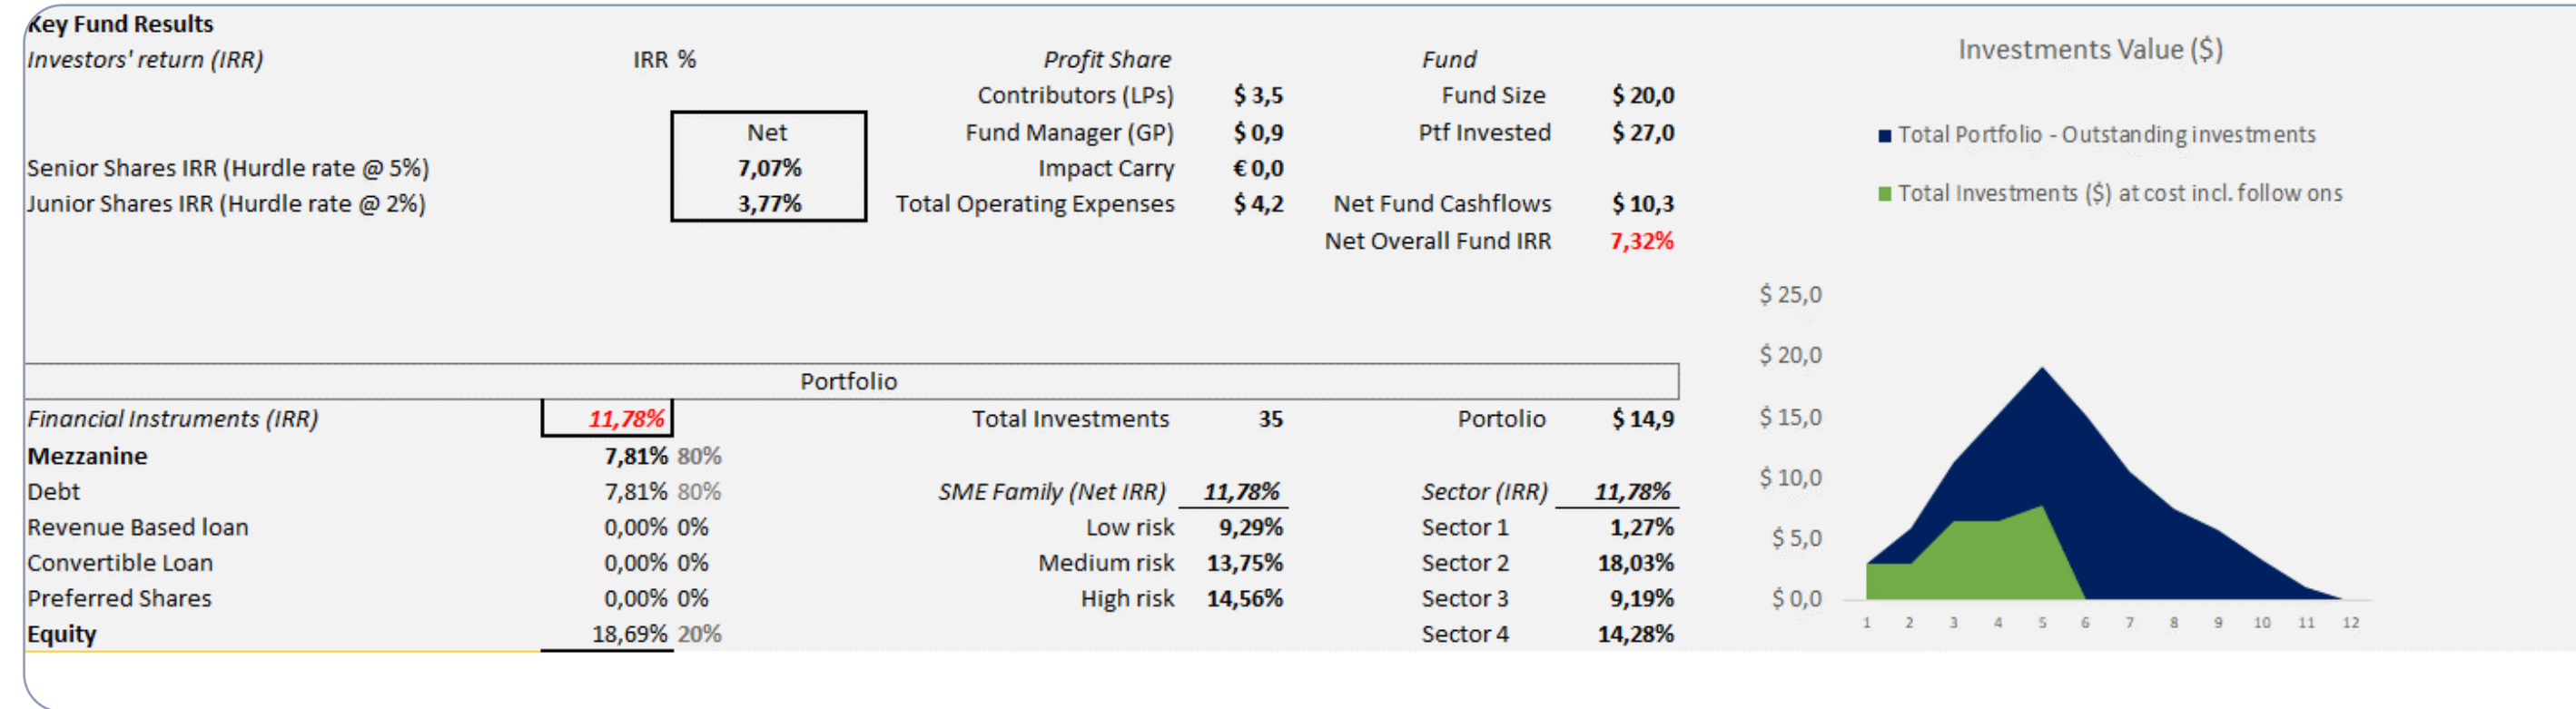 Key Fund Results
Investors' return (IRR) IRR % Profit Share Fund
Contributors (LPs) $ 3,5 Fund Size $ 20,0
Net Fund Manager (GP) $ 0,9 Ptf Invested $ 27,0
Senior Shares IRR (Hurdle rate @ 5%) 7,07% Impact Carry € 0,0
Junior Shares IRR (Hurdle rate @ 2%) 3,77% Total Operating Expenses $ 4,2 Net Fund Cashflows $ 10,3
Net Overall Fund IRR 7,32%
Portfolio
Financial Instruments (IRR) 11,78% Total Investments 35 Portolio $ 14,9
Mezzanine 7,81% 80%
Debt 7,81% 80% SME Family (Net IRR) 11,78% Sector (IRR) 11,78%
Revenue Based loan 0,00% 0% Low risk 9,29% Sector 1 1,27%
Convertible Loan 0,00% 0% Medium risk 13,75% Sector 2 18,03%
Preferred Shares 0,00% 0% High risk 14,56% Sector 3 9,19%
Equity 18,69% 20% Sector 4 14,28%
Investments Value ($)
Total Portfolio - Outstanding investments
Total Investments ($) at cost incl. follow ons
$ 25,0
$ 20,0
$ 15,0
$ 10,0
$ 5,0
$ 0,0
1 2 3 4 5 6 7 8 9 10 11 12